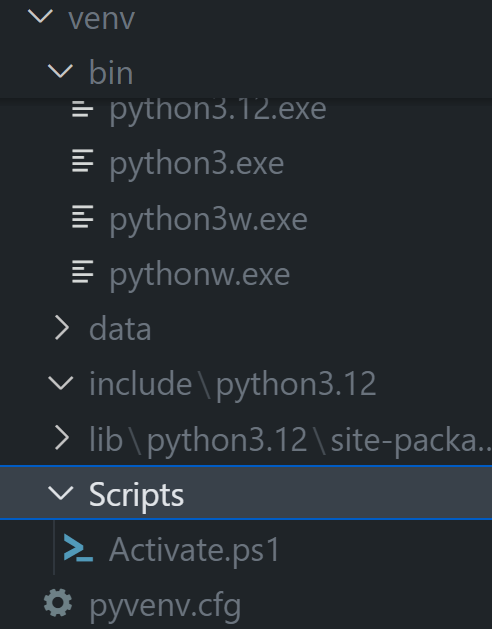 venv
bin
python3.12.exe
python3.exe
python3w.exe
pythonw.exe
data
include\python3.12
lib\python3.12\site-packa...
Scripts
Activate.ps1
pyvenv.cfg